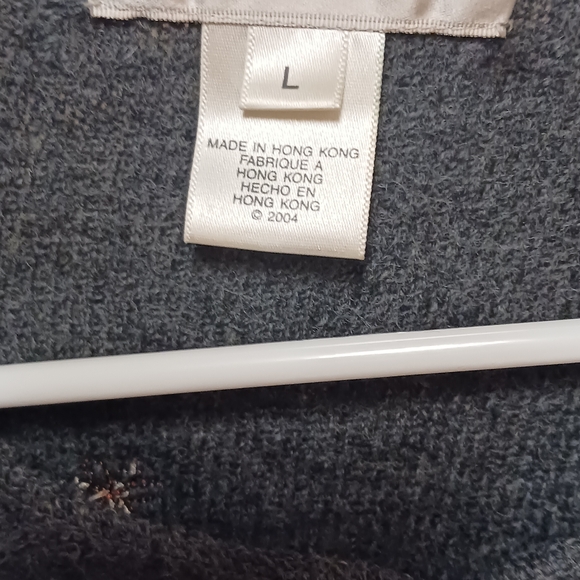 L
MADE IN HONG KONG
FABRIQUE A
HONG KONG
HECHO EN
HONG KONG
© 2004